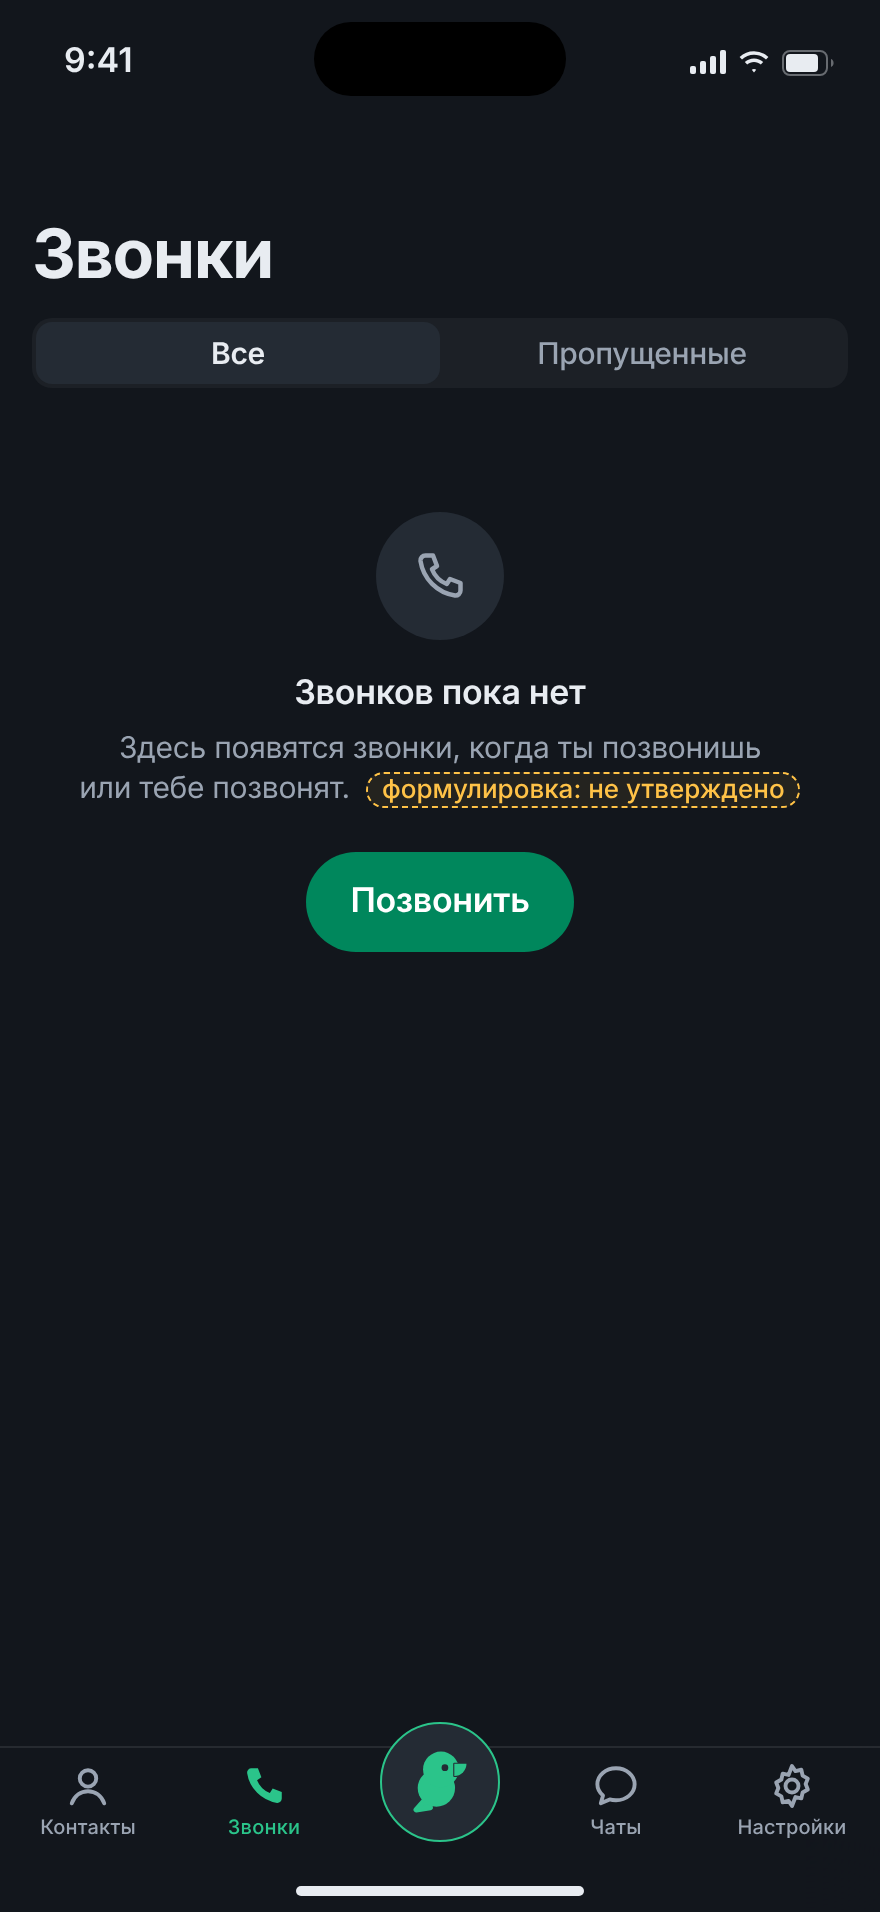 9:41
Звонки
Все
Пропущенные
Звонков пока нет
Здесь появятся звонки, когда ты позвонишь
или тебе позвонят. формулировка: не утверждено
Позвонить
Контакты
Звонки
Чаты
Настройки